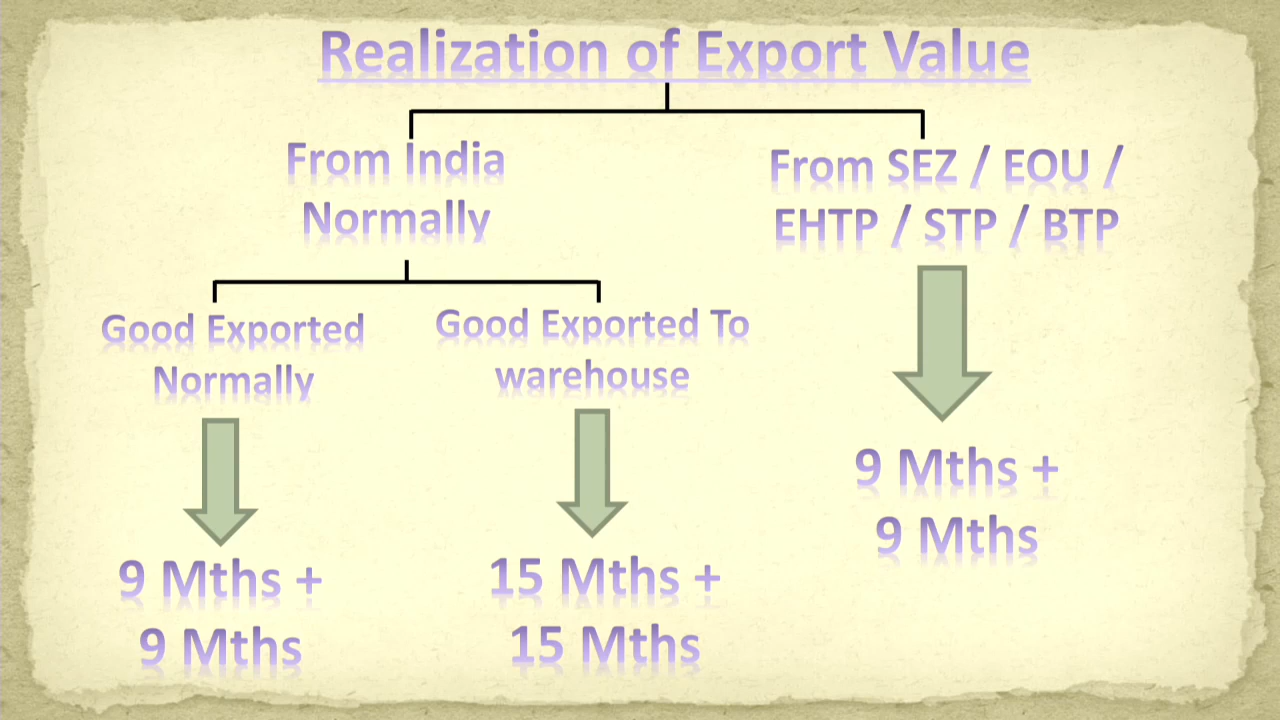 Realization of Export Value
From India
Normally
From SEZ / EOU /
EHTP / STP / BTP
Good Exported
Normally
Good Exported To
warehouse
9 Mths +
9 Mths
15 Mths +
15 Mths
9 Mths +
9 Mths